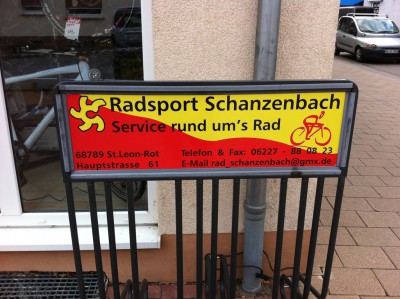 Radsport Schanzenbach
Service rund um's Rad
68789 St.Leon-Rot Telefon & Fax: 06227 - 88 08 23
Hauptstrasse 61 E-Mail rad_schanzenbach@gmx.de